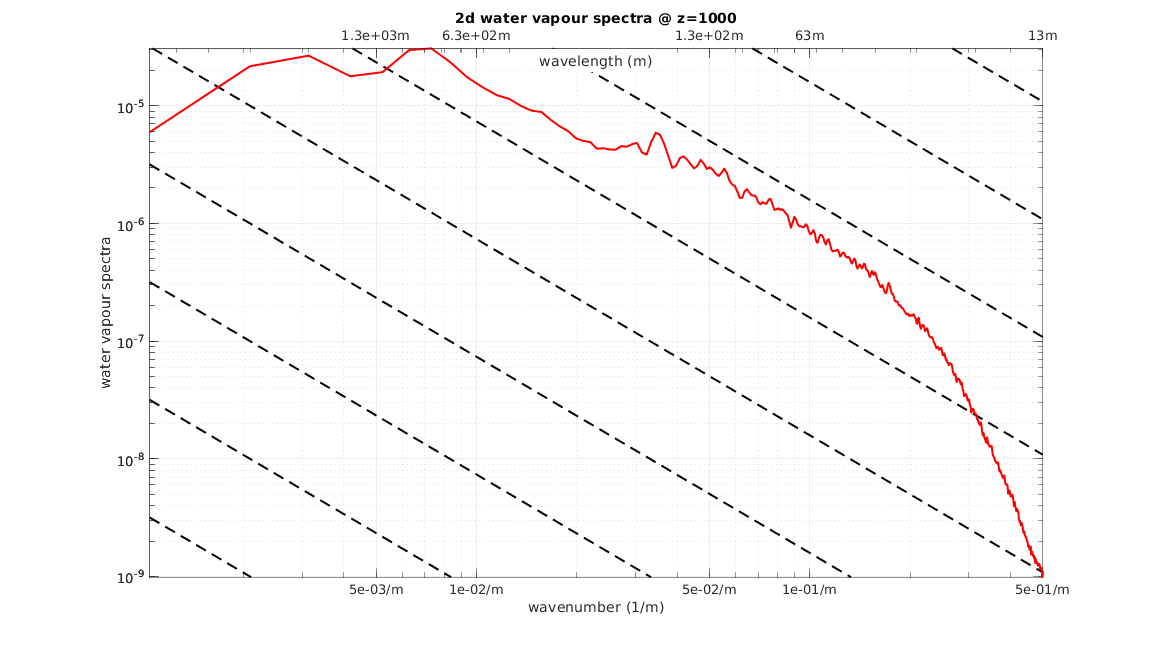 2d water vapour spectra @ z=1000
1.3e+03m 6.3e+02m 1.3e+02m 63m 13m
wavelength (m)
10-5
10-6
10-7
10-8
10-9
water vapour spectra
5e-03/m 1e-02/m 5e-02/m 1e-01/m 5e-01/m
wavenumber (1/m)